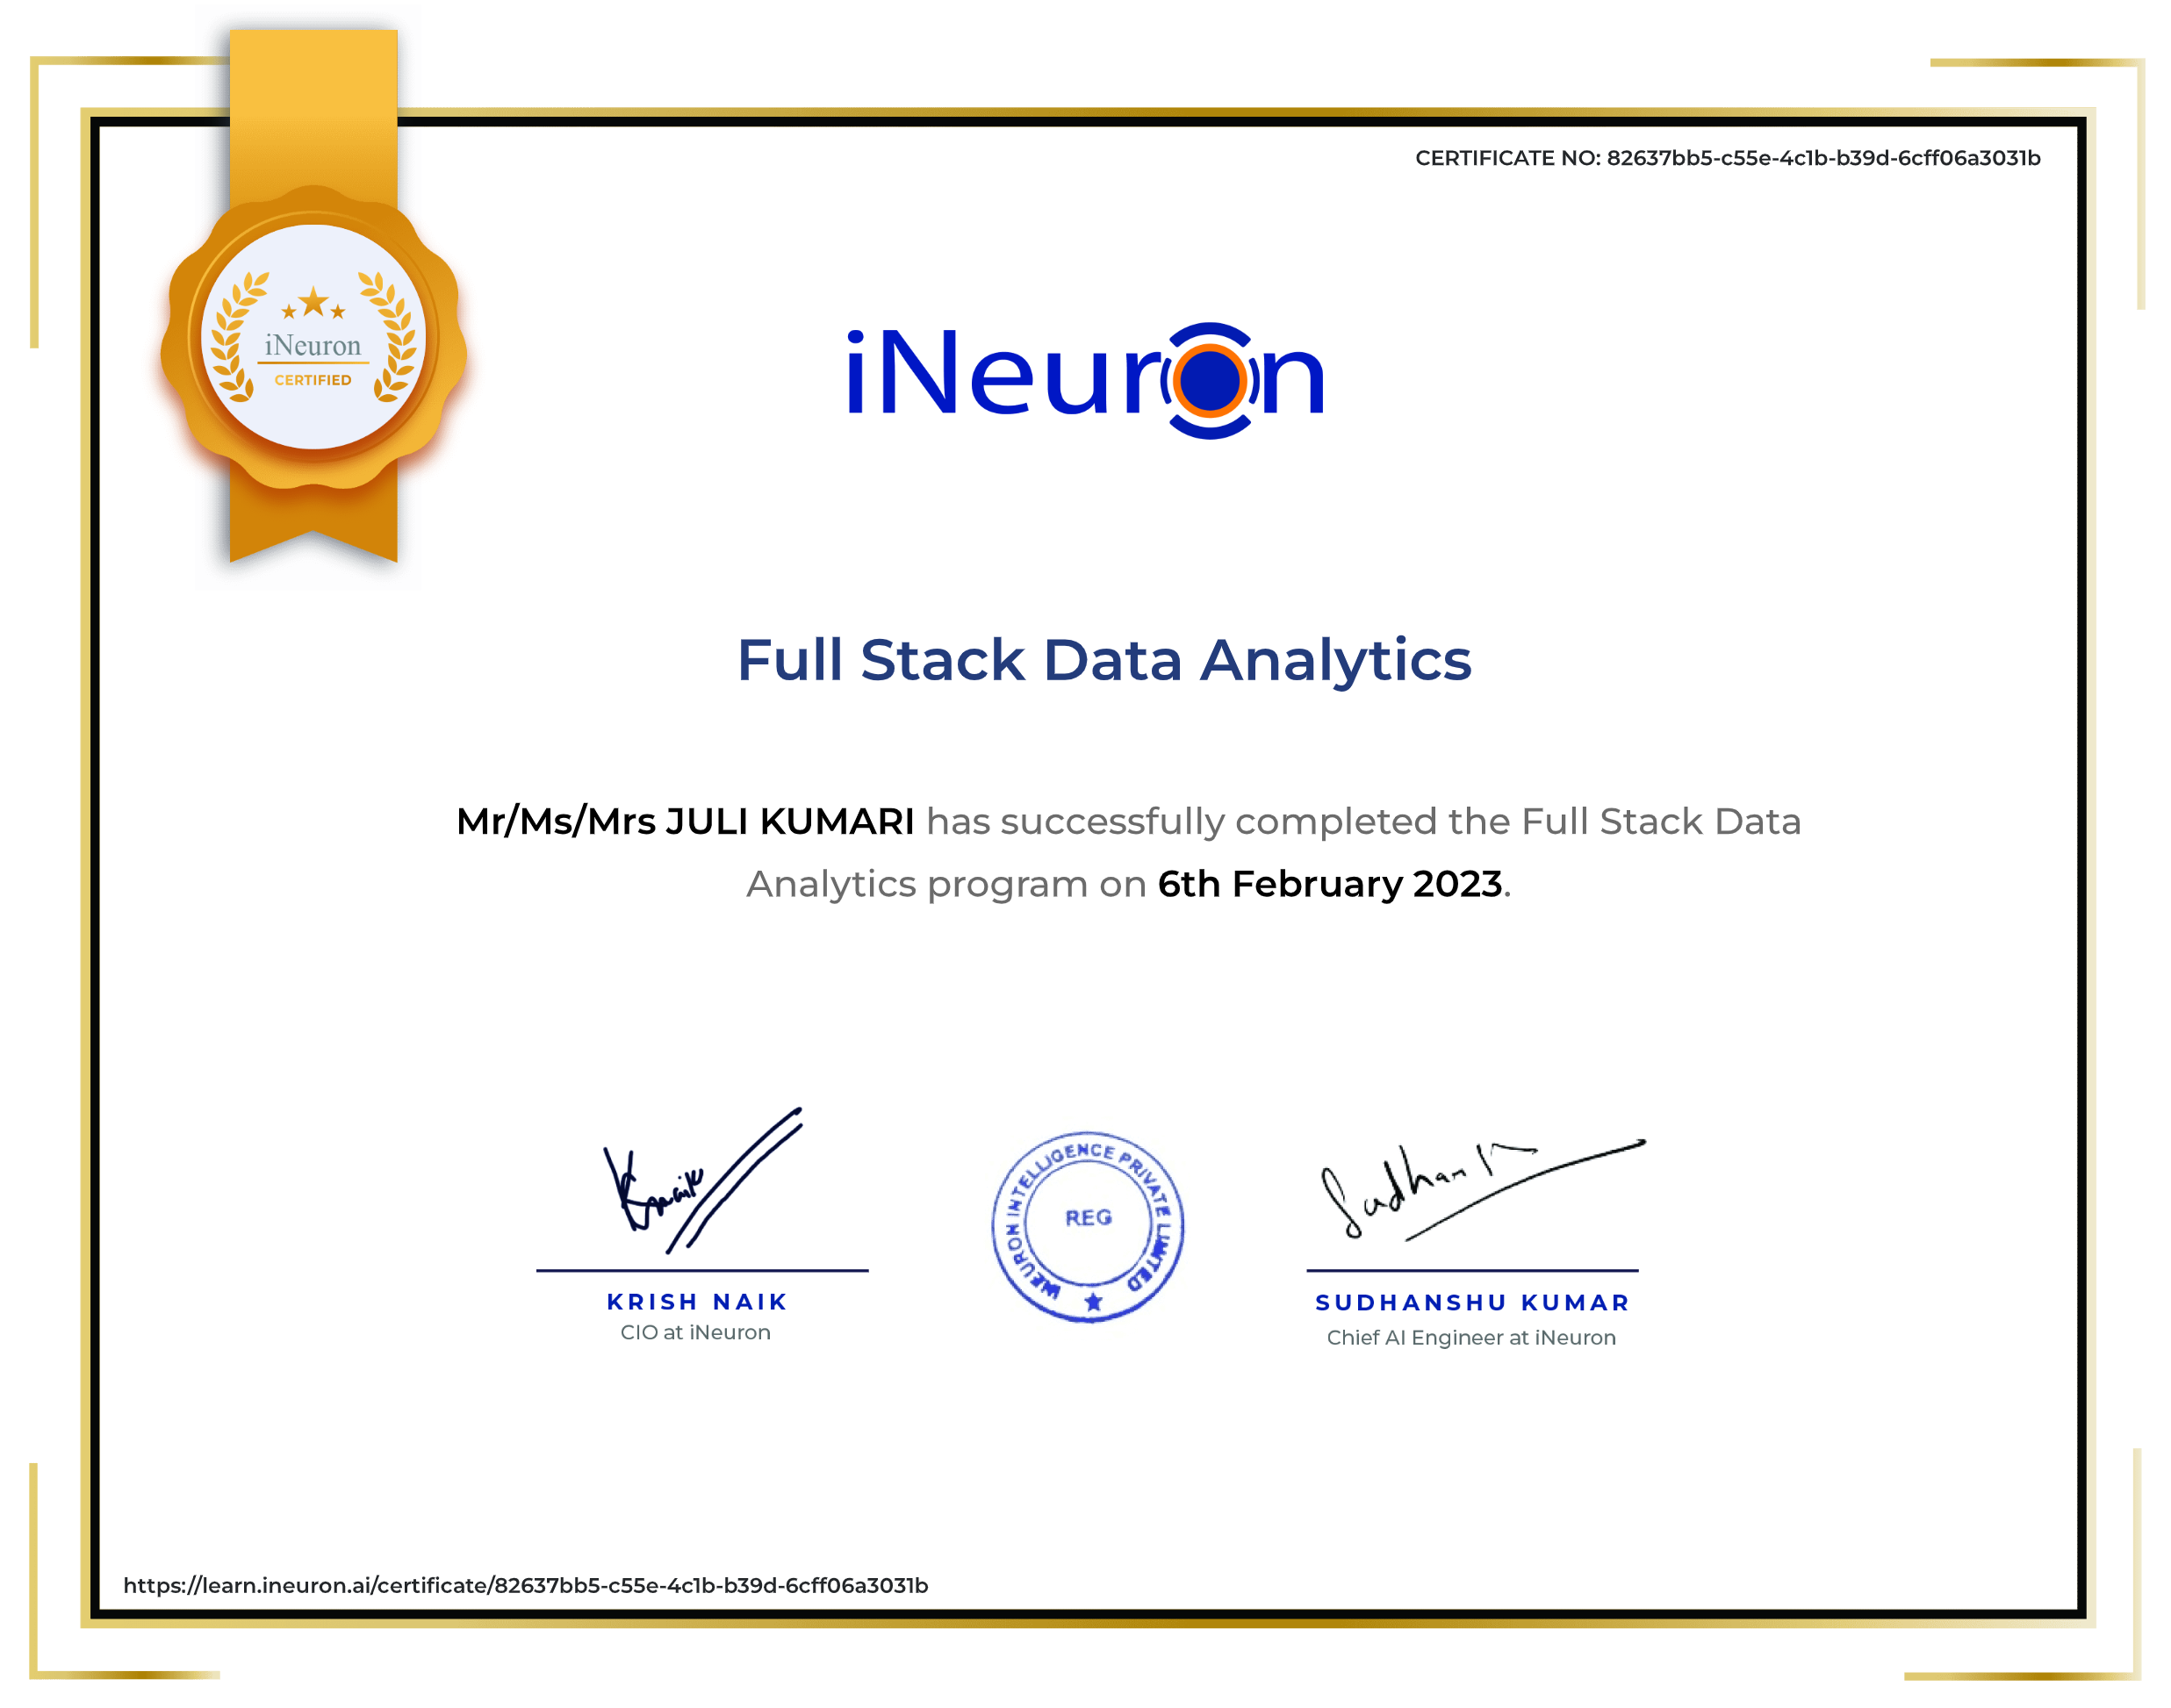 CERTIFICATE NO: 82637bb5-c55e-4c1b-b39d-6cff06a3031b
iNeuron
CERTIFIED
iNeuron
Full Stack Data Analytics
Mr/Ms/Mrs JULI KUMARI has successfully completed the Full Stack Data
Analytics program on 6th February 2023.
INEURON INTELLIGENCE PRIVATE LIMITED
REG
KRISH NAIK
CIO at iNeuron
SUDHANSHU KUMAR
Chief AI Engineer at iNeuron
https://learn.ineuron.ai/certificate/82637bb5-c55e-4c1b-b39d-6cff06a3031b